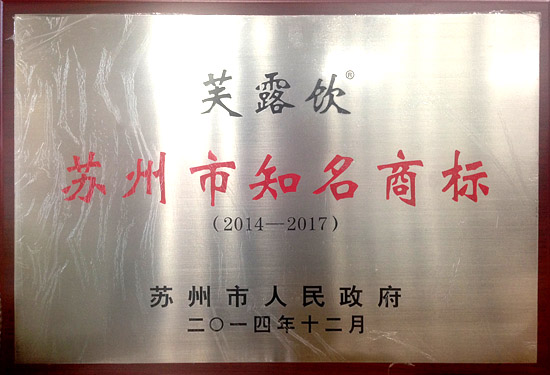 芙露饮®
苏州市知名商标
(2014—2017)
苏州市人民政府
二〇一四年十二月